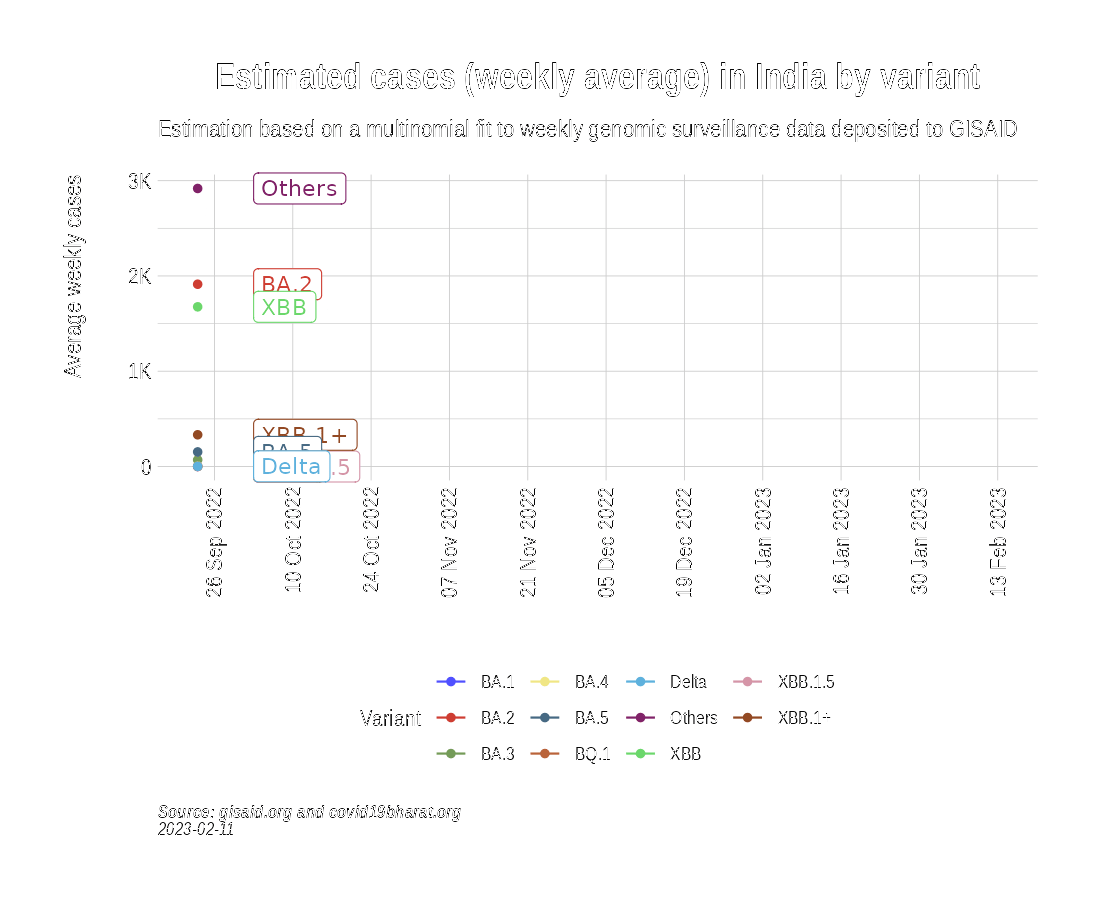 Estimated cases (weekly average) in India by variant
Estimation based on a multinomial fit to weekly genomic surveillance data deposited to GISAID
Average weekly cases
3K
2K
1K
0
Others
BA.2
XBB
XBB.1+
BA.5
Delta
.5
26 Sep 2022
10 Oct 2022
24 Oct 2022
07 Nov 2022
21 Nov 2022
05 Dec 2022
19 Dec 2022
02 Jan 2023
16 Jan 2023
30 Jan 2023
13 Feb 2023
Variant
BA.1
BA.2
BA.3
BA.4
BA.5
BQ.1
Delta
Others
XBB
XBB.1.5
XBB.1+
Source: gisaid.org and covid19bharat.org
2023-02-11